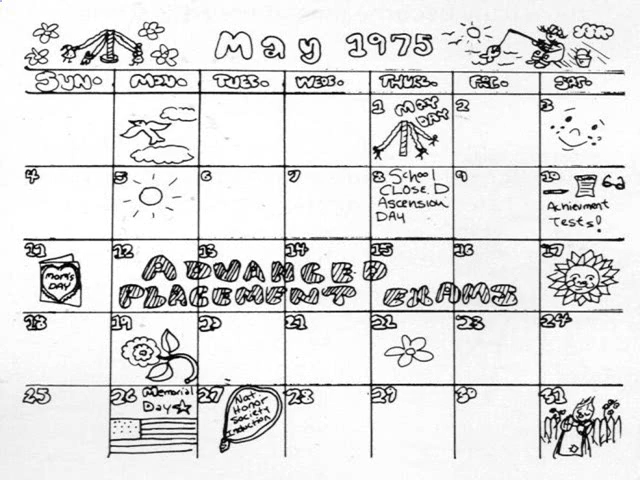 May 1975
SUN. MON. TUES. WEDS. THURS. FRI. SAT.
1 MAY DAY 2 3
4 5 6 7 8 School CLOSED Ascension DAY 9 10 Achievment Tests!
11 MOM'S DAY 12 13 14 15 16 17
ADVANCED
PLACEMENT EXAMS
18 19 20 21 22 23 24
25 26 Memorial Day 27 Nat. Honor Society Induction 28 29 30 31